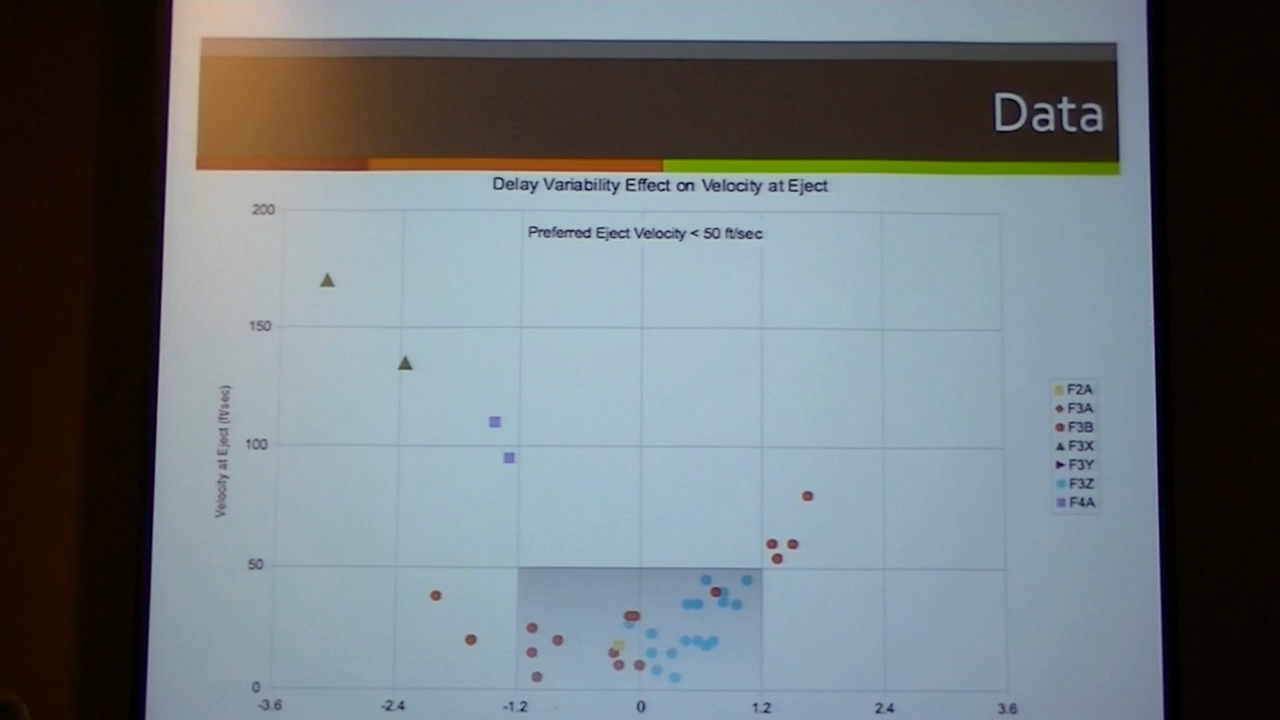 Data
Delay Variability Effect on Velocity at Eject
Preferred Eject Velocity < 50 ft/sec
200
150
100
50
0
Velocity at Eject (ft/sec)
-3.6 -2.4 -1.2 0 1.2 2.4 3.6
F2A
F3A
F3B
F3X
F3Y
F3Z
F4A